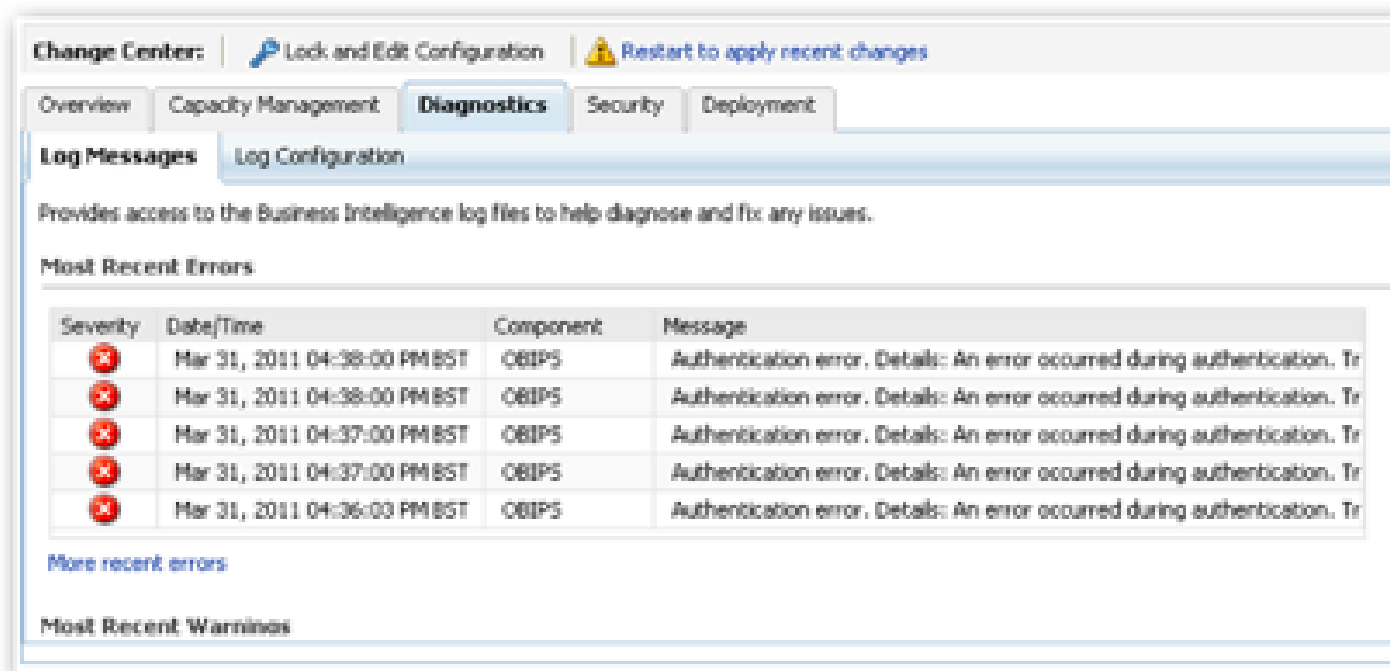 Change Center: Lock and Edit Configuration Restart to apply recent changes
Overview Capacity Management Diagnostics Security Deployment
Log Messages Log Configuration
Provides access to the Business Intelligence log files to help diagnose and fix any issues.
Most Recent Errors
Severity Date/Time Component Message
Mar 31, 2011 04:38:00 PM BST OBIPS Authentication error. Details: An error occurred during authentication. Tr
Mar 31, 2011 04:38:00 PM BST OBIPS Authentication error. Details: An error occurred during authentication. Tr
Mar 31, 2011 04:37:00 PM BST OBIPS Authentication error. Details: An error occurred during authentication. Tr
Mar 31, 2011 04:37:00 PM BST OBIPS Authentication error. Details: An error occurred during authentication. Tr
Mar 31, 2011 04:36:03 PM BST OBIPS Authentication error. Details: An error occurred during authentication. Tr
More recent errors
Most Recent Warnings